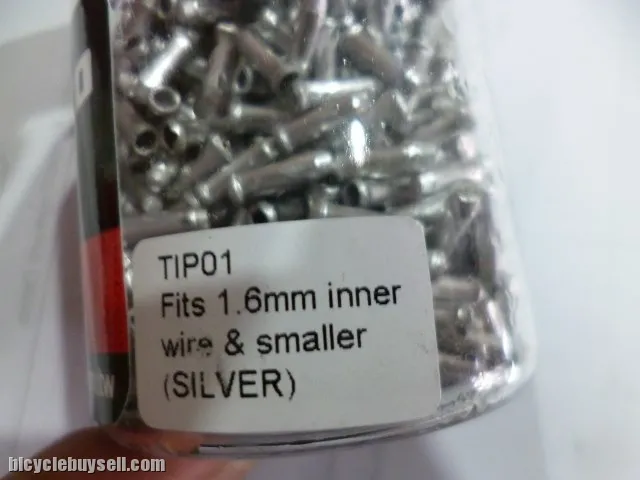 TIP01
Fits 1.6mm inner
wire & smaller
(SILVER)
bicyclebuysell.com